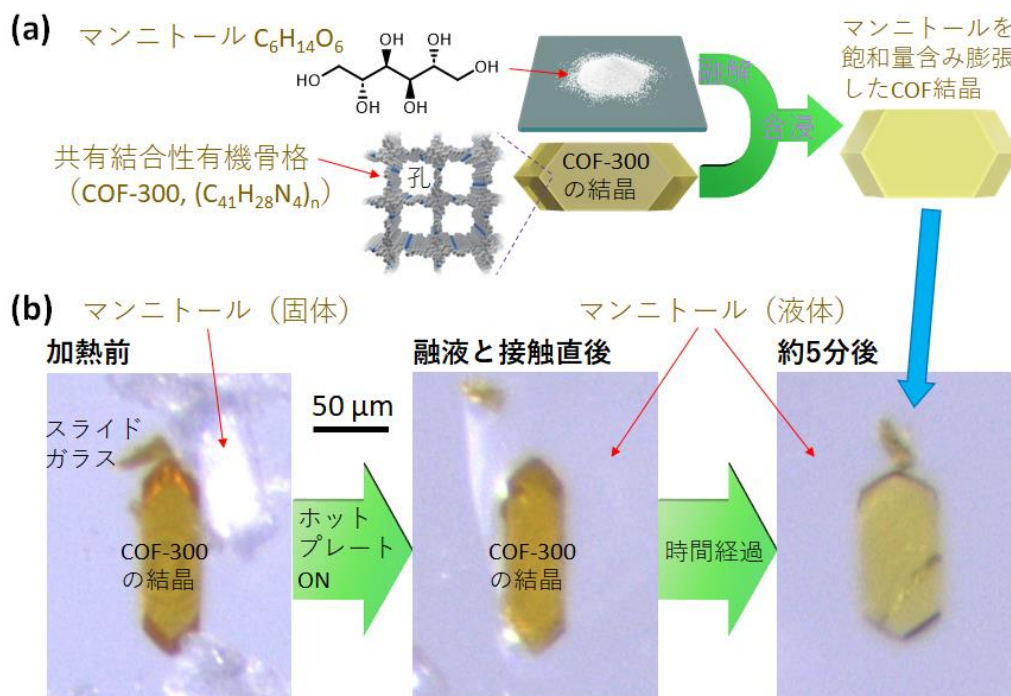 (a)
マンニトール C₆H₁₄O₆
OH
OH
OH
HO
OH
OH
共有結合性有機骨格
(COF-300, (C₄₁H₂₈N₄)ₙ)
孔
COF-300
の結晶
融解
含浸
マンニトールを
飽和量含み膨張
したCOF結晶
(b)
マンニトール(固体)
マンニトール(液体)
加熱前
融液と接触直後
約5分後
スライド
ガラス
50 µm
COF-300
の結晶
ホット
プレート
ON
COF-300
の結晶
時間経過